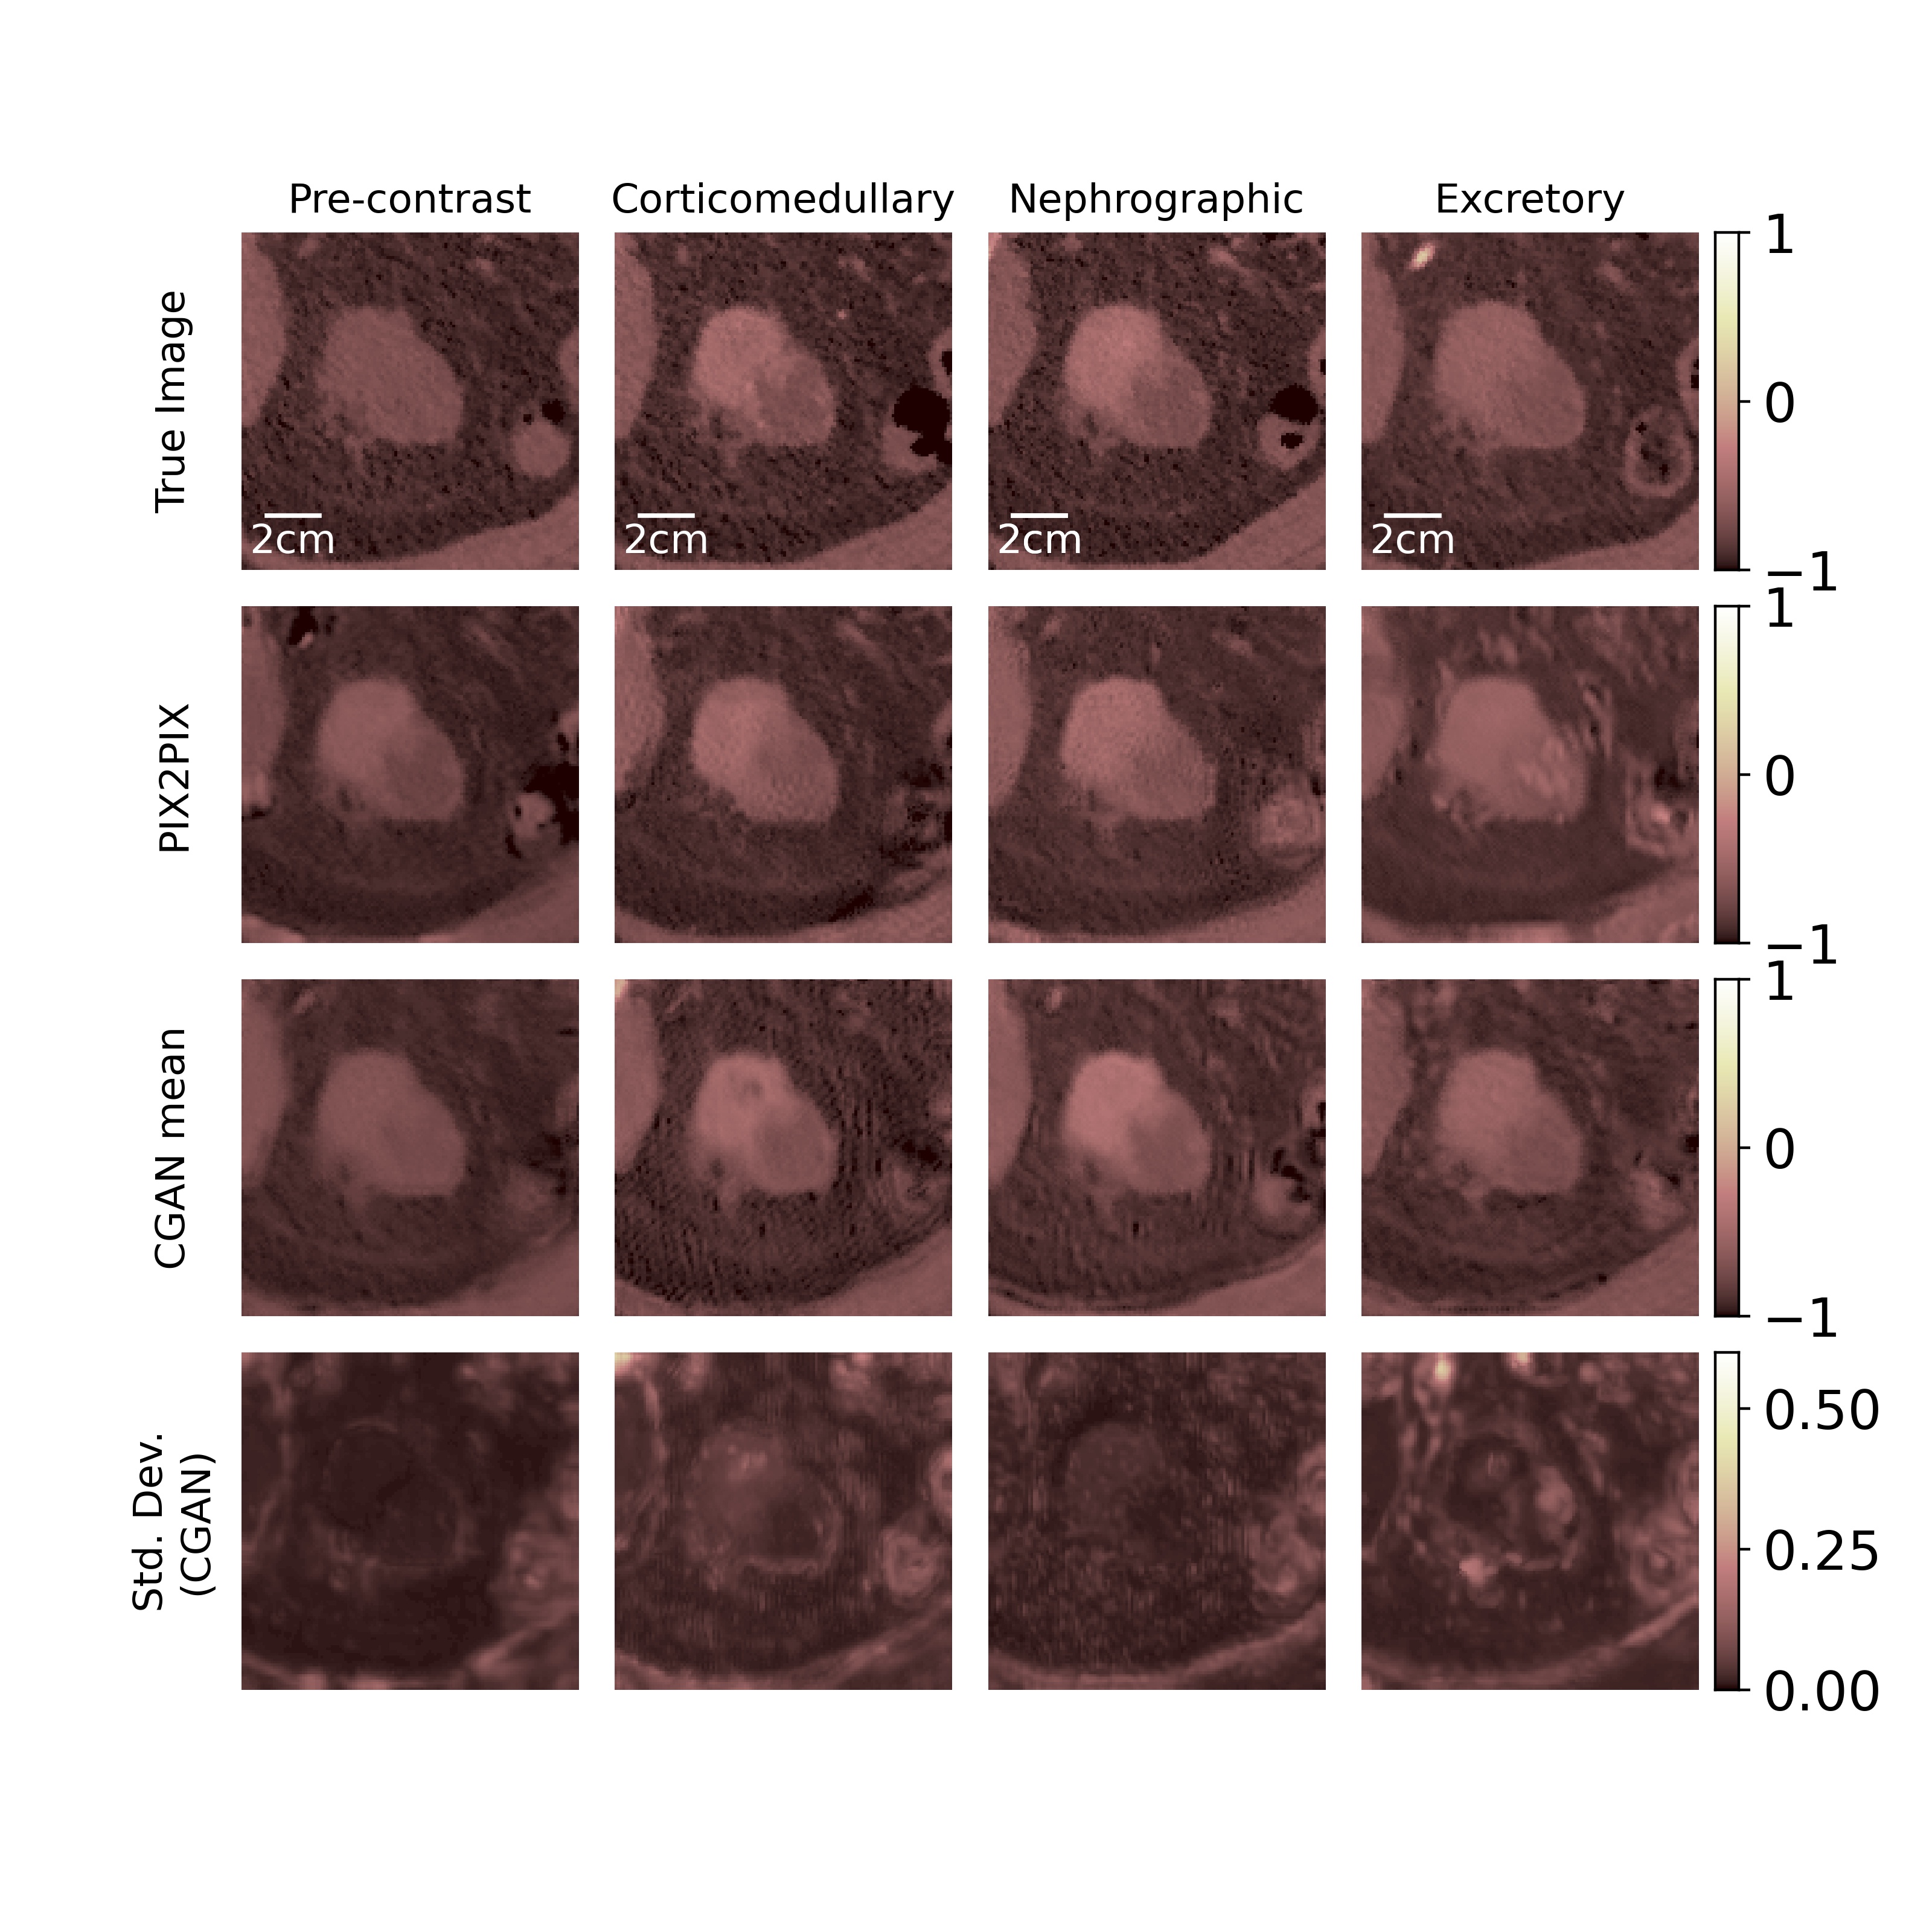 Pre-contrast Corticomedullary Nephrographic Excretory
True Image
2cm 2cm 2cm 2cm
1
0
−1
PIX2PIX
1
0
−1
CGAN mean
1
0
−1
Std. Dev.
(CGAN)
0.50
0.25
0.00